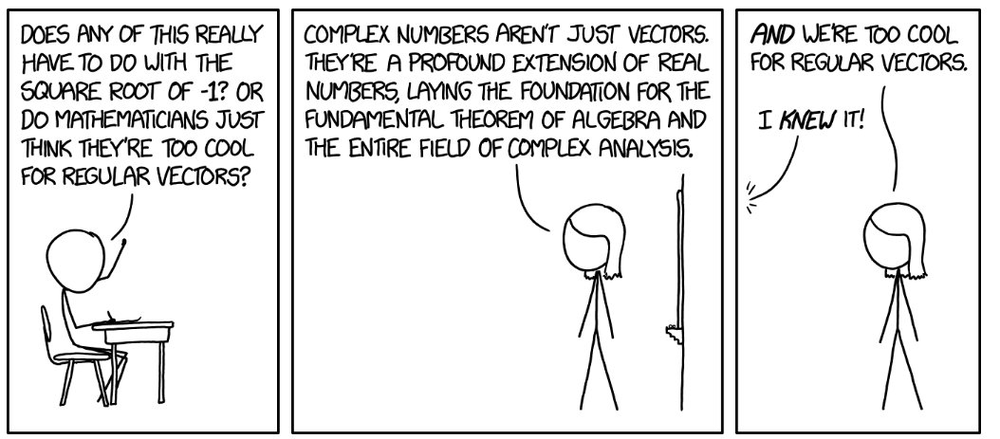 DOES ANY OF THIS REALLY
HAVE TO DO WITH THE
SQUARE ROOT OF -1? OR
DO MATHEMATICIANS JUST
THINK THEY'RE TOO COOL
FOR REGULAR VECTORS?
COMPLEX NUMBERS AREN'T JUST VECTORS.
THEY'RE A PROFOUND EXTENSION OF REAL
NUMBERS, LAYING THE FOUNDATION FOR THE
FUNDAMENTAL THEOREM OF ALGEBRA AND
THE ENTIRE FIELD OF COMPLEX ANALYSIS.
AND WE'RE TOO COOL
FOR REGULAR VECTORS.
I KNEW IT!